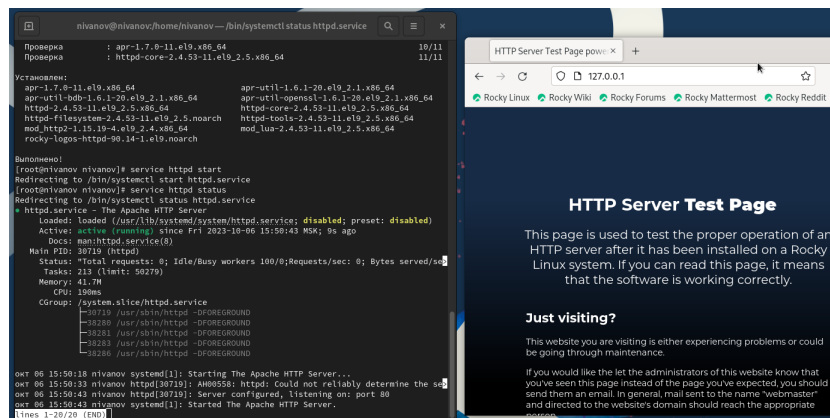 nivanov@nivanov:/home/nivanov — /bin/systemctl status httpd.service
Проверка : apr-1.7.0-11.el9.x86_64 10/11
Проверка : httpd-core-2.4.53-11.el9_2.5.x86_64 11/11
Установлен:
apr-1.7.0-11.el9.x86_64 apr-util-1.6.1-20.el9_2.1.x86_64
apr-util-bdb-1.6.1-20.el9_2.1.x86_64 apr-util-openssl-1.6.1-20.el9_2.1.x86_64
httpd-2.4.53-11.el9_2.5.x86_64 httpd-core-2.4.53-11.el9_2.5.x86_64
httpd-filesystem-2.4.53-11.el9_2.5.noarch httpd-tools-2.4.53-11.el9_2.5.x86_64
mod_http2-1.15.19-4.el9_2.4.x86_64 mod_lua-2.4.53-11.el9_2.5.x86_64
rocky-logos-httpd-90.14-1.el9.noarch
Выполнено!
[root@nivanov nivanov]# service httpd start
Redirecting to /bin/systemctl start httpd.service
[root@nivanov nivanov]# service httpd status
Redirecting to /bin/systemctl status httpd.service
● httpd.service - The Apache HTTP Server
Loaded: loaded (/usr/lib/systemd/system/httpd.service; disabled; preset: disabled)
Active: active (running) since Fri 2023-10-06 15:50:43 MSK; 9s ago
Docs: man:httpd.service(8)
Main PID: 30719 (httpd)
Status: "Total requests: 0; Idle/Busy workers 100/0;Requests/sec: 0; Bytes served/se>
Tasks: 213 (limit: 50279)
Memory: 41.7M
CPU: 190ms
CGroup: /system.slice/httpd.service
├─30719 /usr/sbin/httpd -DFOREGROUND
├─38280 /usr/sbin/httpd -DFOREGROUND
├─38281 /usr/sbin/httpd -DFOREGROUND
├─38283 /usr/sbin/httpd -DFOREGROUND
└─38286 /usr/sbin/httpd -DFOREGROUND
окт 06 15:50:18 nivanov systemd[1]: Starting The Apache HTTP Server...
окт 06 15:50:33 nivanov httpd[30719]: AH00558: httpd: Could not reliably determine the se>
окт 06 15:50:43 nivanov httpd[30719]: Server configured, listening on: port 80
окт 06 15:50:43 nivanov systemd[1]: Started The Apache HTTP Server.
lines 1-20/20 (END)
HTTP Server Test Page powe
127.0.0.1
Rocky Linux Rocky Wiki Rocky Forums Rocky Mattermost Rocky Reddit
HTTP Server Test Page
This page is used to test the proper operation of an
HTTP server after it has been installed on a Rocky
Linux system. If you can read this page, it means
that the software is working correctly.
Just visiting?
This website you are visiting is either experiencing problems or could
be going through maintenance.
If you would like the let the administrators of this website know that
you've seen this page instead of the page you've expected, you should
send them an email. In general, mail sent to the name "webmaster"
and directed to the website's domain should reach the appropriate
person.